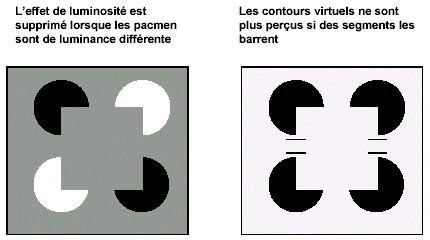 L'effet de luminosité est
supprimé lorsque les pacmen
sont de luminance différente
Les contours virtuels ne sont
plus perçus si des segments les
barrent